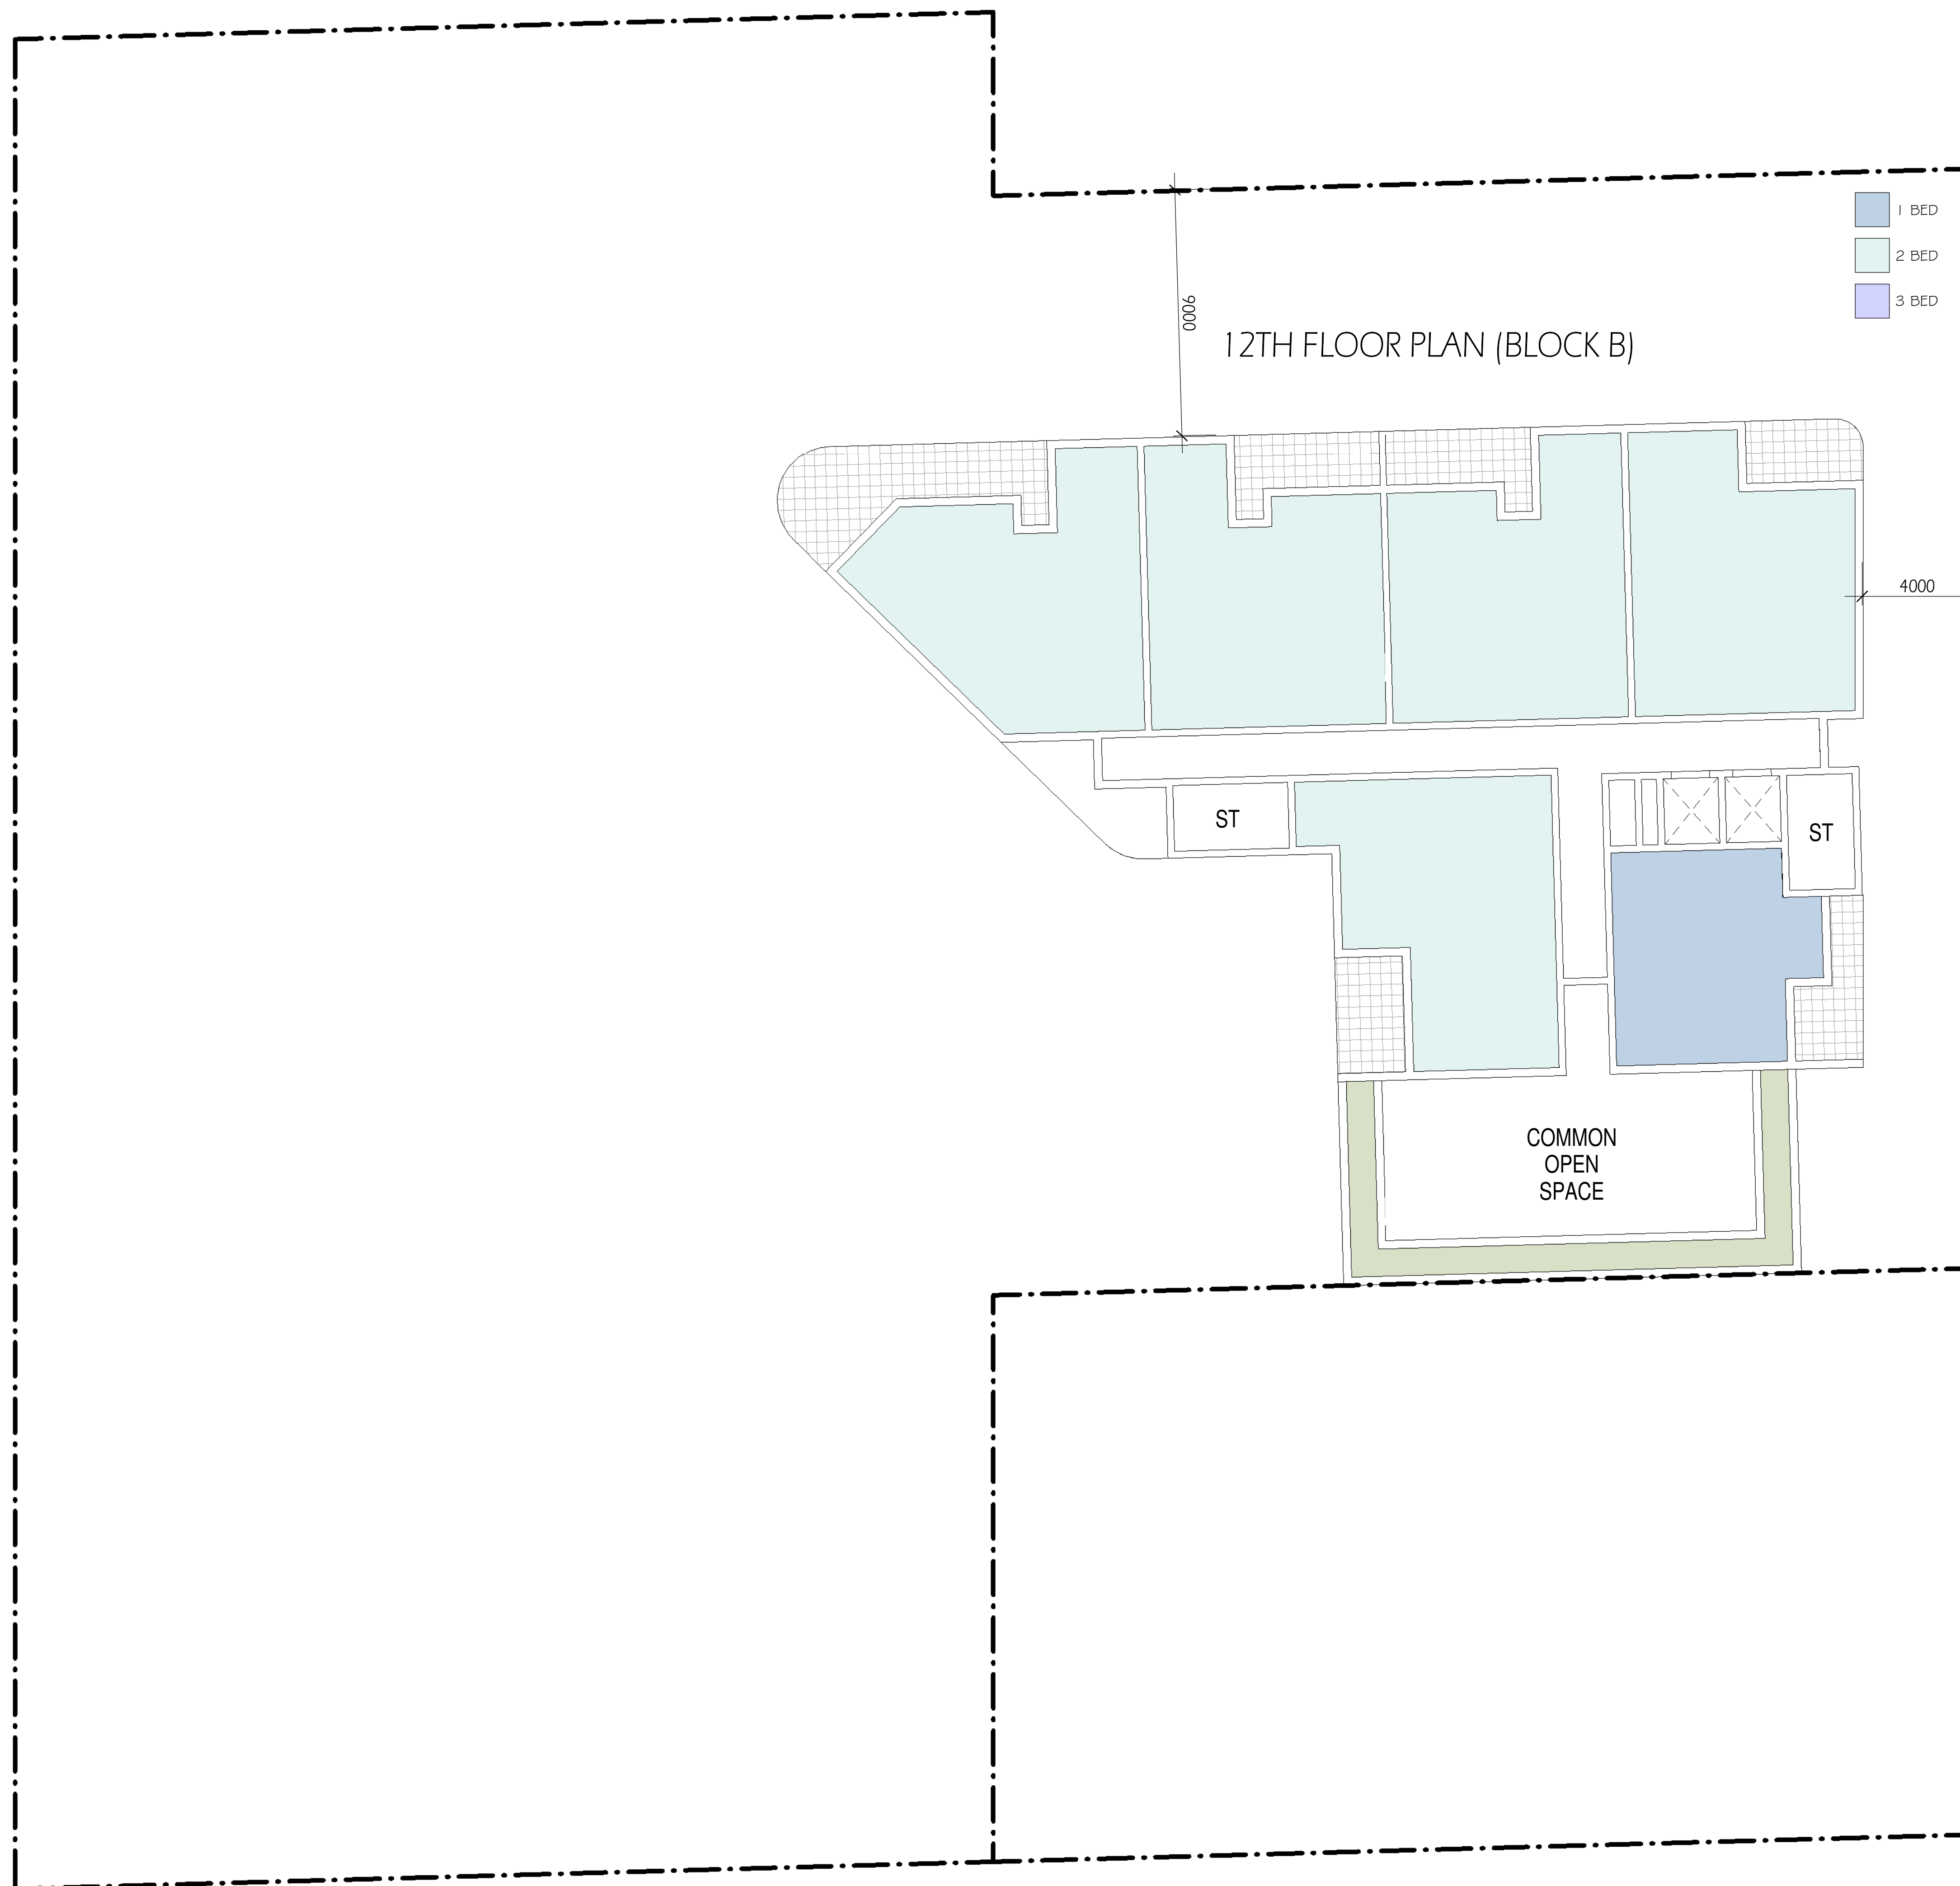 1 BED
2 BED
3 BED
9000
12TH FLOOR PLAN (BLOCK B)
4000
ST
ST
COMMON
OPEN
SPACE